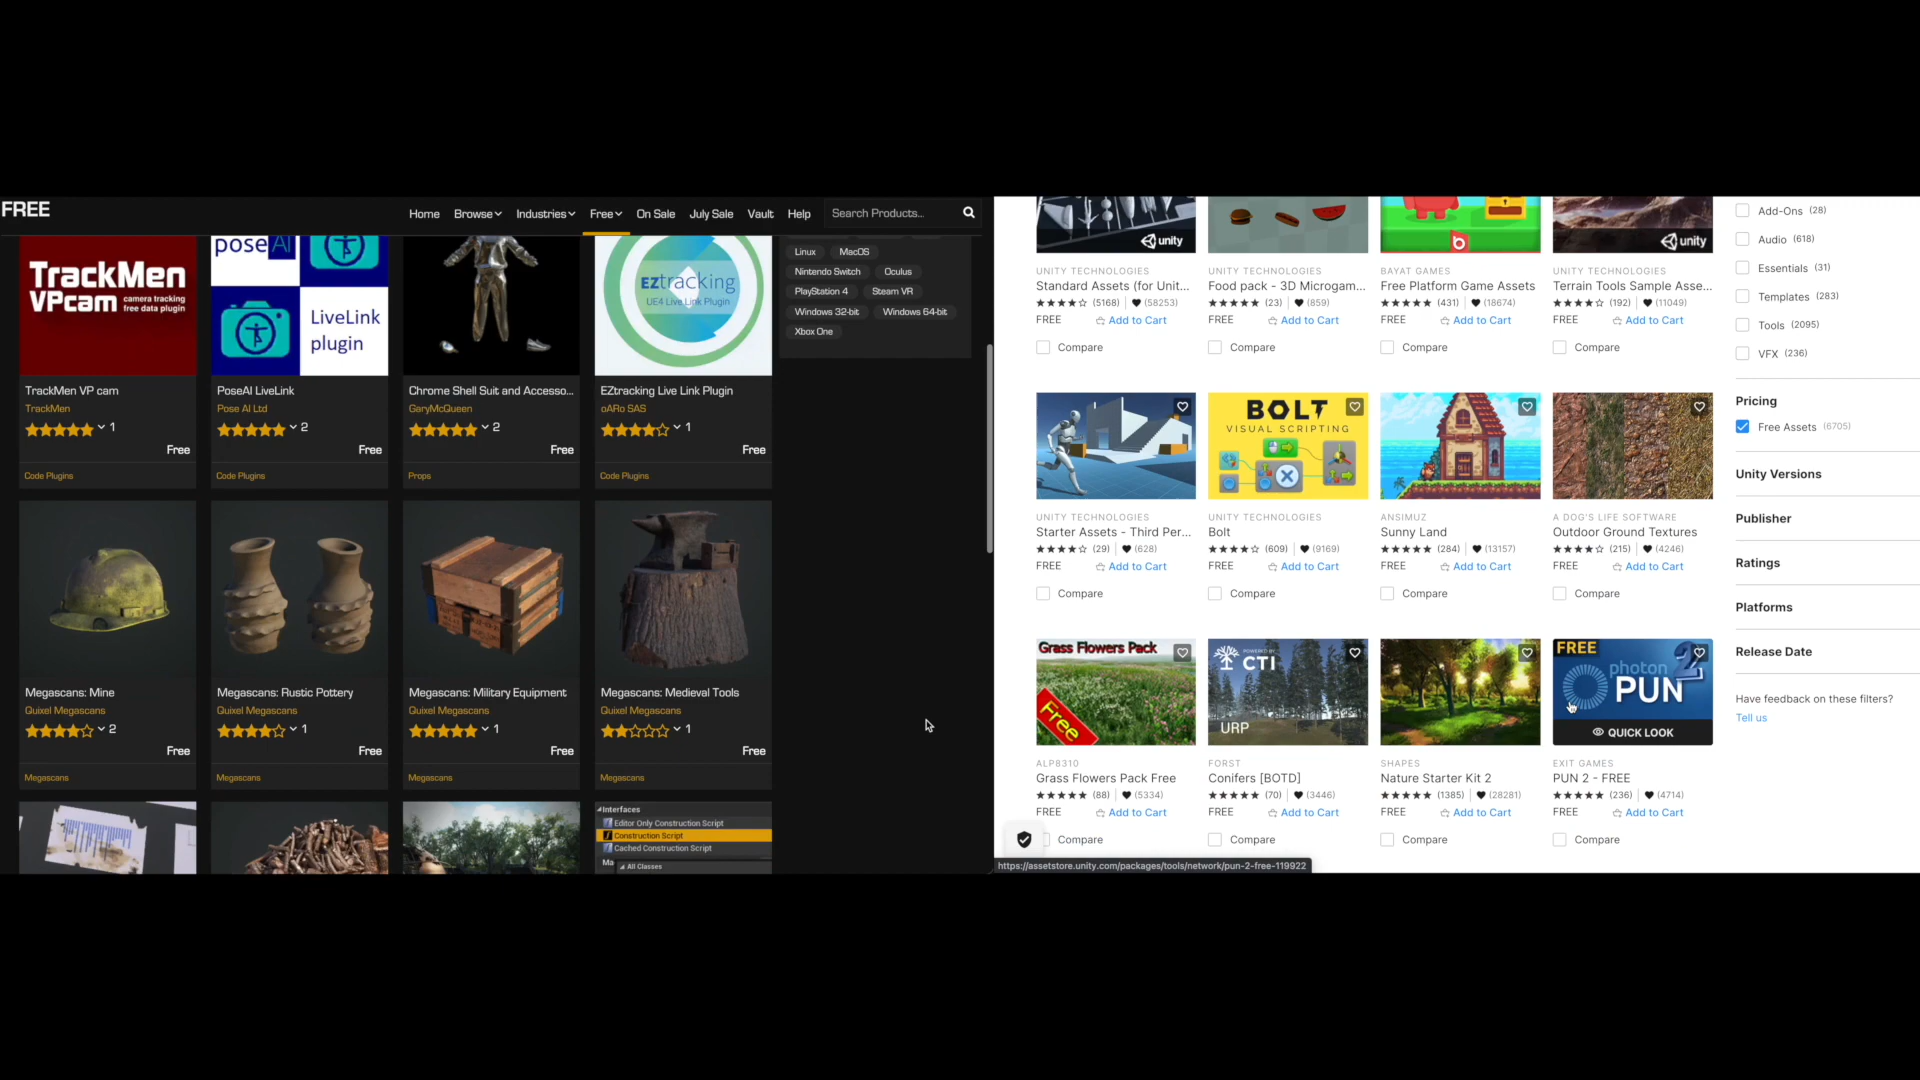 FREE
Home
Browse
Industries
Free
On Sale
July Sale
Vault
Help
Search Products...
TrackMen
VPcam
camera tracking
free data plugin
pose AI
LiveLink
plugin
EZtracking
UE4 Live Link Plugin
Linux
MacOS
Nintendo Switch
Oculus
PlayStation 4
Steam VR
Windows 32-bit
Windows 64-bit
Xbox One
TrackMen VP cam
TrackMen
1
Free
Code Plugins
PoseAI LiveLink
Pose AI Ltd
2
Free
Code Plugins
Chrome Shell Suit and Accesso...
GaryMcQueen
2
Free
Props
EZtracking Live Link Plugin
oARo SAS
1
Free
Code Plugins
Megascans: Mine
Quixel Megascans
2
Free
Megascans
Megascans: Rustic Pottery
Quixel Megascans
1
Free
Megascans
Megascans: Military Equipment
Quixel Megascans
1
Free
Megascans
Megascans: Medieval Tools
Quixel Megascans
1
Free
Megascans
Interfaces
Editor Only Construction Script
Construction Script
Cached Construction Script
Ma
All Classes
unity
b
unity
UNITY TECHNOLOGIES
Standard Assets (for Unit...
(5168)
(58253)
FREE
Add to Cart
Compare
UNITY TECHNOLOGIES
Food pack - 3D Microgam...
(23)
(859)
FREE
Add to Cart
Compare
BAYAT GAMES
Free Platform Game Assets
(431)
(18674)
FREE
Add to Cart
Compare
UNITY TECHNOLOGIES
Terrain Tools Sample Asse...
(192)
(11049)
FREE
Add to Cart
Compare
UNITY TECHNOLOGIES
Starter Assets - Third Per...
(29)
(628)
FREE
Add to Cart
Compare
BOLT
VISUAL SCRIPTING
UNITY TECHNOLOGIES
Bolt
(609)
(9169)
FREE
Add to Cart
Compare
ANSIMUZ
Sunny Land
(284)
(13157)
FREE
Add to Cart
Compare
A DOG'S LIFE SOFTWARE
Outdoor Ground Textures
(215)
(4246)
FREE
Add to Cart
Compare
Grass Flowers Pack
Free
ALP8310
Grass Flowers Pack Free
(88)
(5334)
FREE
Add to Cart
Compare
POWERED BY
CTI
URP
FORST
Conifers [BOTD]
(70)
(3446)
FREE
Add to Cart
Compare
SHAPES
Nature Starter Kit 2
(1385)
(28281)
FREE
Add to Cart
Compare
FREE
photon 2
PUN
QUICK LOOK
EXIT GAMES
PUN 2 - FREE
(236)
(4714)
FREE
Add to Cart
Compare
https://assetstore.unity.com/packages/tools/network/pun-2-free-119922
Add-Ons (28)
Audio (618)
Essentials (31)
Templates (283)
Tools (2095)
VFX (236)
Pricing
Free Assets (6705)
Unity Versions
Publisher
Ratings
Platforms
Release Date
Have feedback on these filters?
Tell us